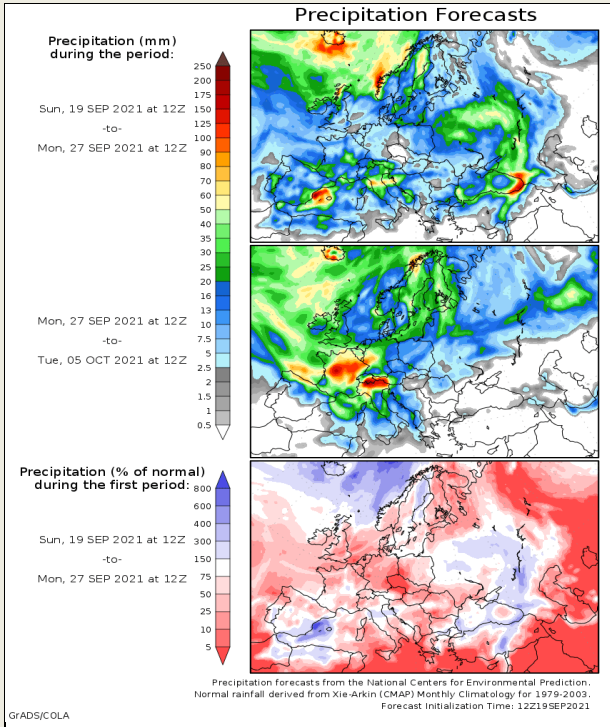 Precipitation Forecasts
Precipitation (mm)
during the period:
250
200
175
150
125
100
90
80
70
60
50
40
35
30
25
20
16
13
10
7.5
5
2.5
2
1.5
1
0.5
Sun, 19 SEP 2021 at 12Z
-to-
Mon, 27 SEP 2021 at 12Z
Mon, 27 SEP 2021 at 12Z
-to-
Tue, 05 OCT 2021 at 12Z
Precipitation (% of normal)
during the first period:
800
600
400
300
150
75
50
25
10
5
Sun, 19 SEP 2021 at 12Z
-to-
Mon, 27 SEP 2021 at 12Z
Precipitation forecasts from the National Centers for Environmental Prediction.
Normal rainfall derived from Xie-Arkin (CMAP) Monthly Climatology for 1979-2003.
Forecast Initialization Time: 12Z19SEP2021
GrADS/COLA